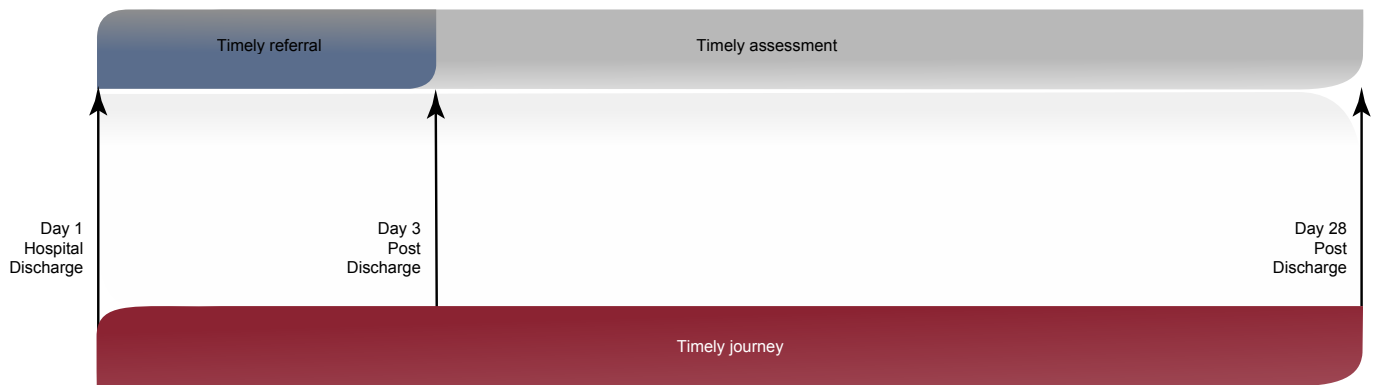 Timely referral
Timely assessment
Day 1
Hospital
Discharge
Day 3
Post
Discharge
Day 28
Post
Discharge
Timely journey